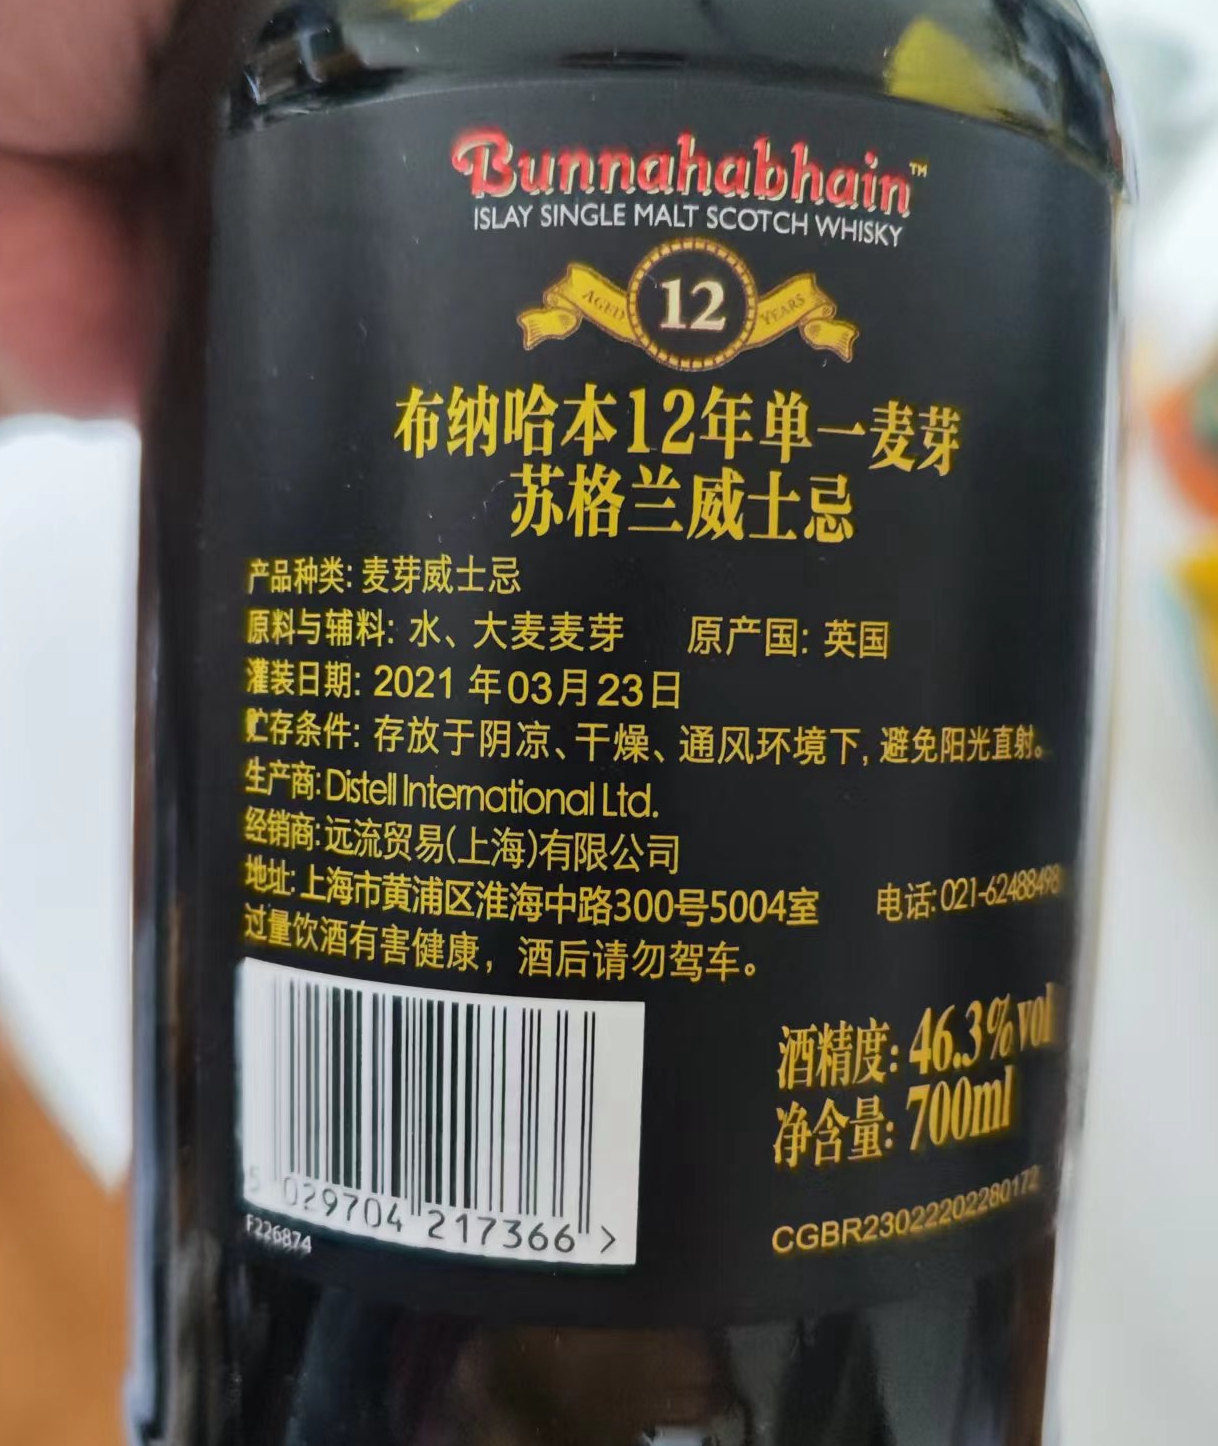 Bunnahabhain™
ISLAY SINGLE MALT SCOTCH WHISKY
AGED 12 YEARS
布纳哈本12年单一麦芽
苏格兰威士忌
产品种类: 麦芽威士忌
原料与辅料: 水、大麦麦芽 原产国: 英国
灌装日期: 2021 年03月23日
贮存条件: 存放于阴凉、干燥、通风环境下, 避免阳光直射。
生产商: Distell International Ltd.
经销商: 远流贸易(上海)有限公司
地址: 上海市黄浦区淮海中路300号5004室 电话: 021-62488498
过量饮酒有害健康，酒后请勿驾车。
酒精度: 46.3%vol
净含量: 700ml
5 029704 217366 >
F226874
CGBR23022202280172